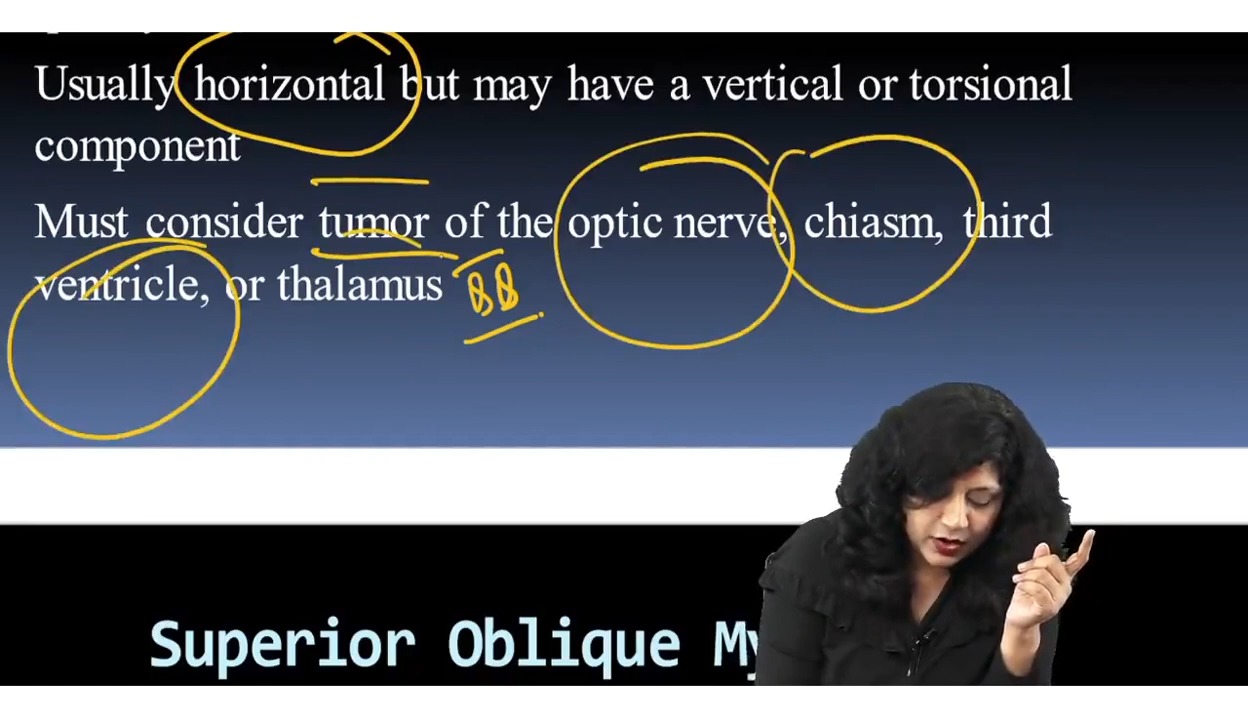 Usually horizontal but may have a vertical or torsional
component
Must consider tumor of the optic nerve, chiasm, third
ventricle, or thalamus
Superior Oblique My